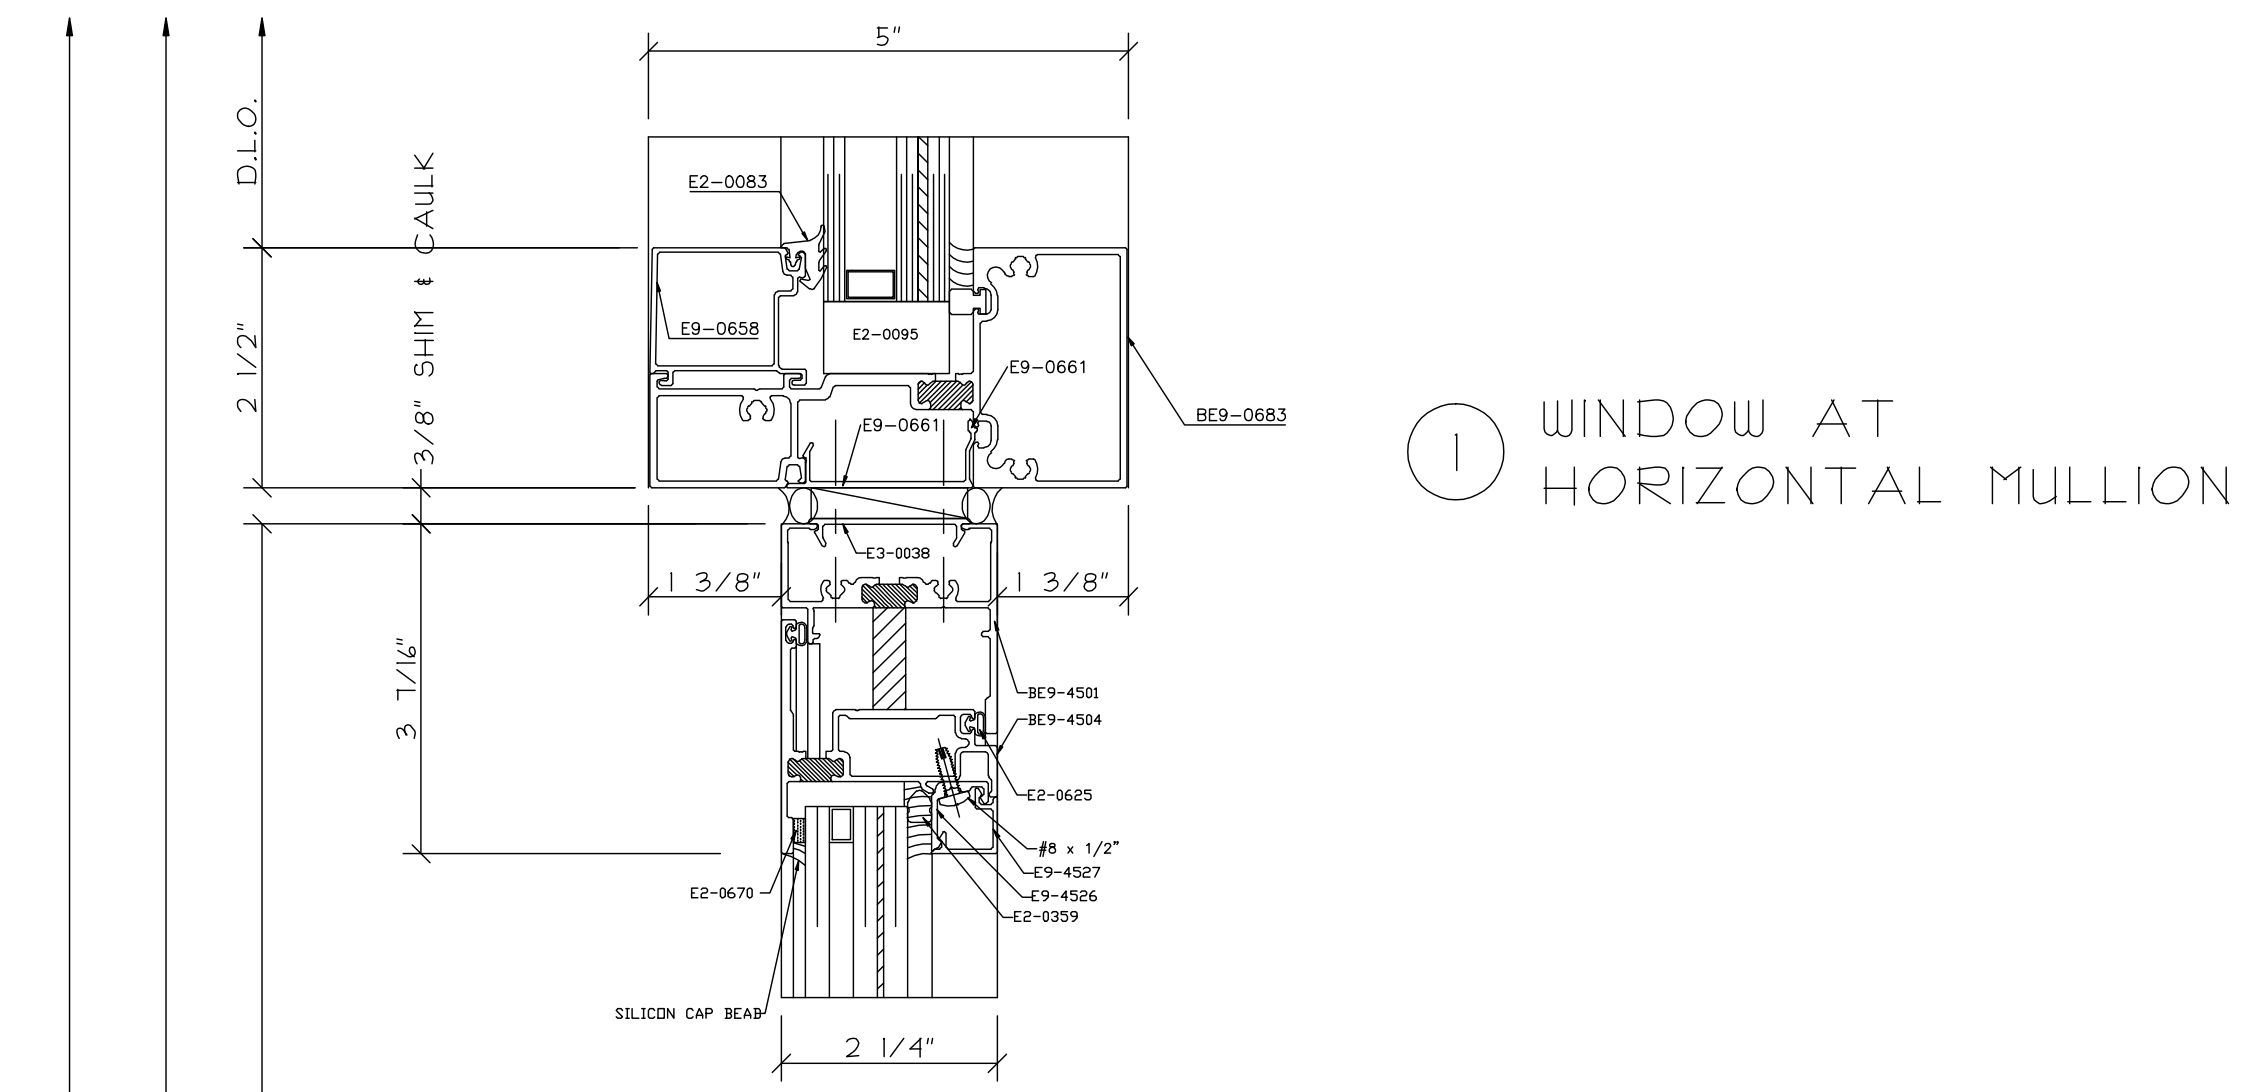 5"
D.L.O.
3/8" SHIM & CAULK
E2-0083
E9-0658
E2-0095
E9-0661
2 1/2"
E9-0661
BE9-0683
1
WINDOW AT
HORIZONTAL MULLION
E3-0038
1 3/8"
1 3/8"
3 7/16"
BE9-4501
BE9-4504
E2-0625
#8 x 1/2"
E9-4527
E2-0670
E9-4526
E2-0359
SILICON CAP BEAD
2 1/4"